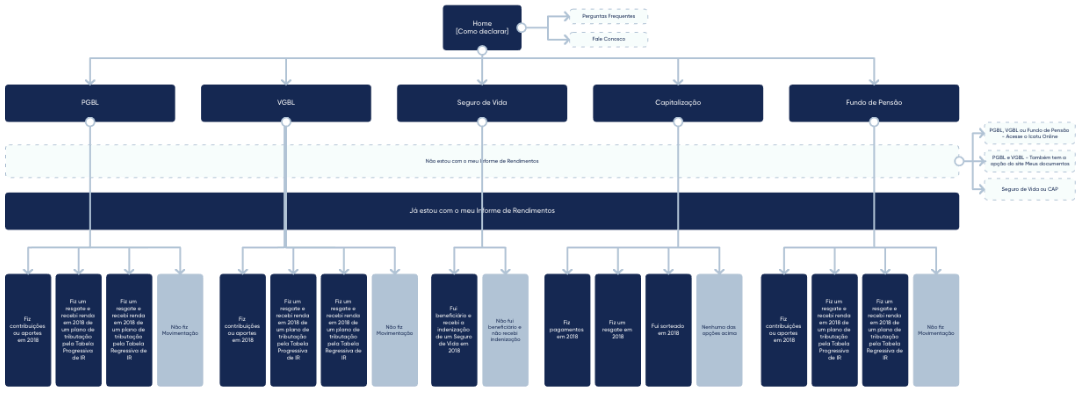 Home
[Como declarar]
Perguntas Frequentes
Fale Conosco
PGBL
VGBL
Seguro de Vida
Capitalização
Fundo de Pensão
Não estou com o meu Informe de Rendimentos
PGBL, VGBL ou Fundo de Pensão
- Acesse o Icatu Online
PGBL e VGBL - Também tem a
opção do site Meus documentos
Seguro de Vida ou CAP
Já estou com o meu Informe de Rendimentos
Fiz
contribuições
ou aportes
em 2018
Fiz um
resgate e
recebi renda
em 2018 de
um plano de
tributação
pela Tabela
Progressiva
de IR
Fiz um
resgate e
recebi renda
em 2018 de
um plano de
tributação
pela Tabela
Regressiva de
IR
Não fiz
Movimentação
Fiz
contribuições
ou aportes
em 2018
Fiz um
resgate e
recebi renda
em 2018 de
um plano de
tributação
pela Tabela
Progressiva
de IR
Fiz um
resgate e
recebi renda
em 2018 de
um plano de
tributação
pela Tabela
Regressiva de
IR
Não fiz
Movimentação
Fui
beneficiário e
recebi a
indenização
de um Seguro
de Vida em
2018
Não fui
beneficiário e
não recebi
indenização
Fiz
pagamentos
em 2018
Fiz um
resgate em
2018
Fui sorteado
em 2018
Nenhuma das
opções acima
Fiz
contribuições
ou aportes
em 2018
Fiz um
resgate e
recebi renda
em 2018 de
um plano de
tributação
pela Tabela
Progressiva
de IR
Fiz um
resgate e
recebi renda
em 2018 de
um plano de
tributação
pela Tabela
Regressiva de
IR
Não fiz
Movimentação